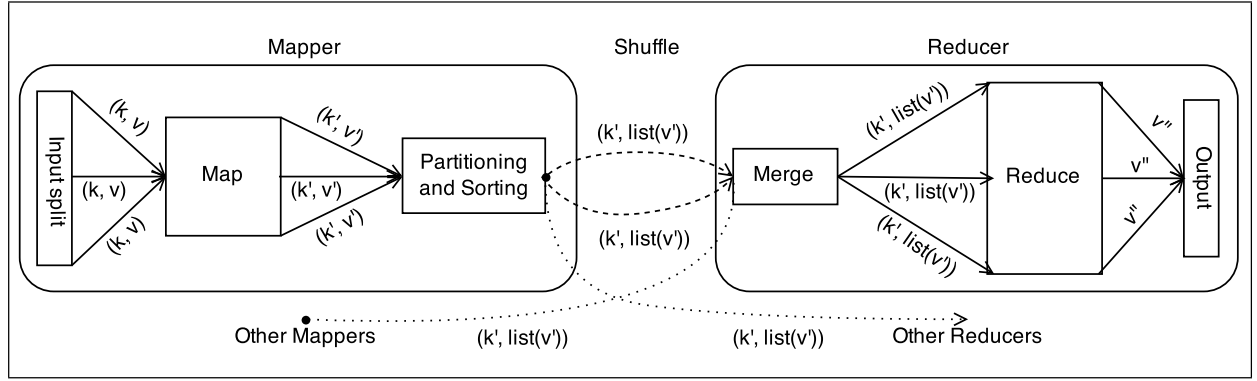 Mapper
Shuffle
Reducer
Input split
(k, v)
(k, v)
(k, v)
Map
(k', v')
(k', v')
(k', v')
Partitioning
and Sorting
(k', list(v'))
(k', list(v'))
Merge
(k', list(v'))
(k', list(v'))
(k', list(v'))
Reduce
v"
v"
v"
Output
Other Mappers
(k', list(v'))
(k', list(v'))
Other Reducers